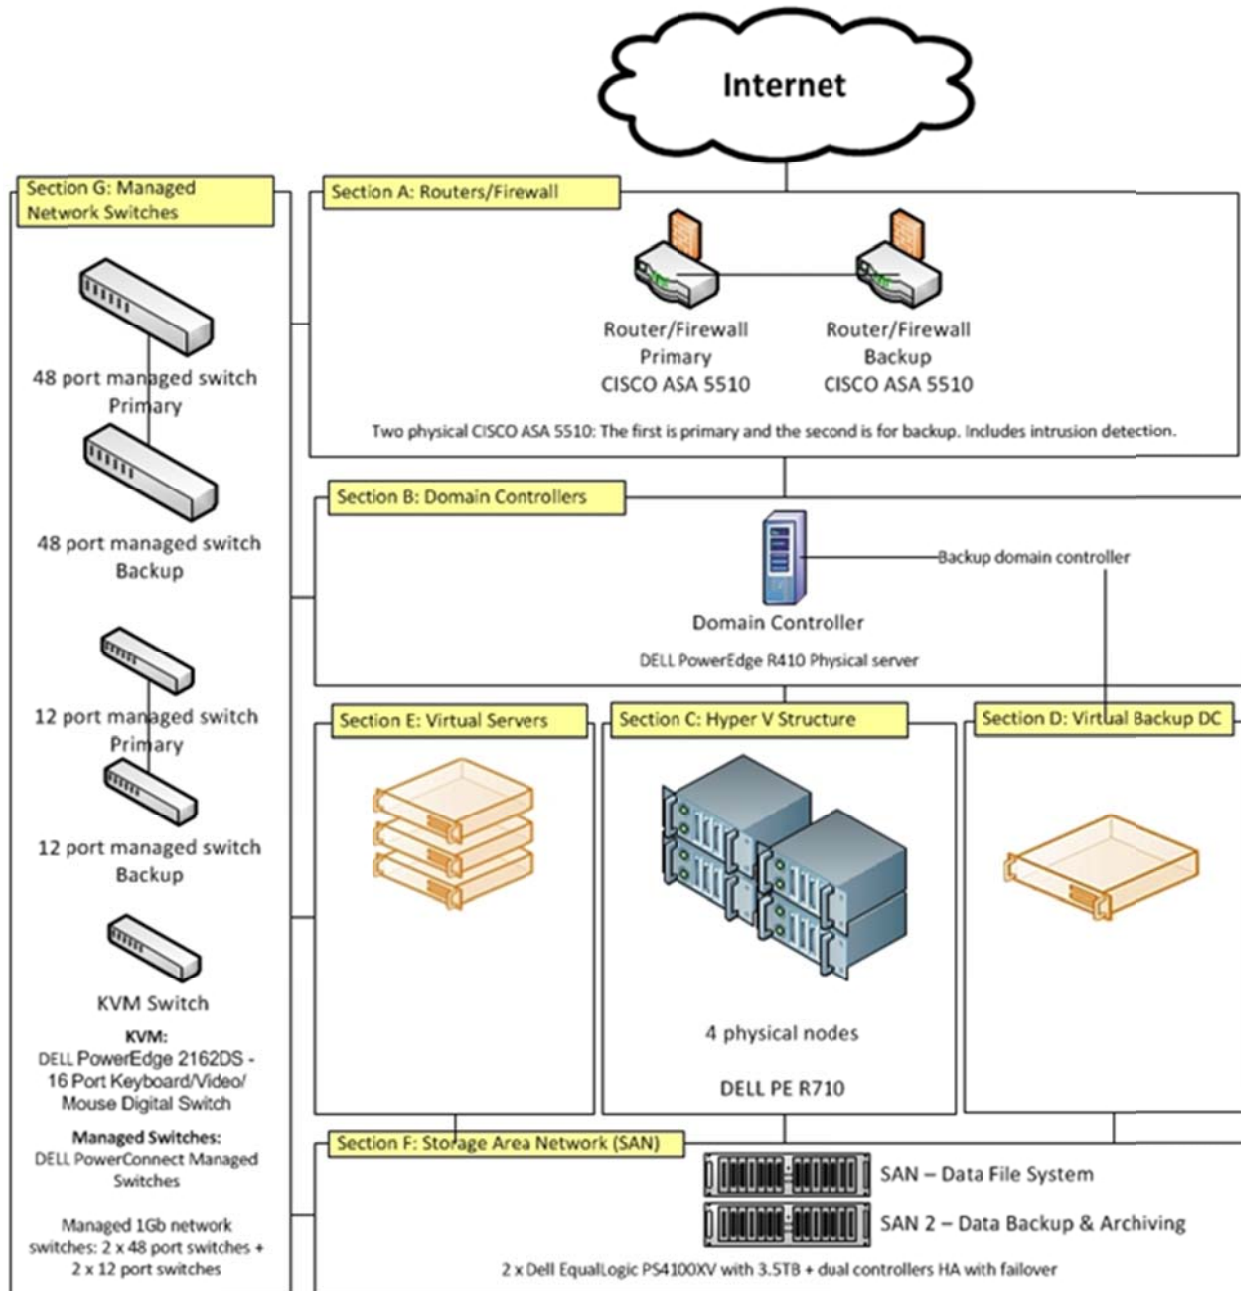 Internet
Section G: Managed
Network Switches
48 port managed switch
Primary
48 port managed switch
Backup
12 port managed switch
Primary
12 port managed switch
Backup
KVM Switch
KVM:
DELL PowerEdge 2162DS -
16 Port Keyboard/Video/
Mouse Digital Switch
Managed Switches:
DELL PowerConnect Managed
Switches
Managed 1Gb network
switches: 2 x 48 port switches +
2 x 12 port switches
Section A: Routers/Firewall
Router/Firewall
Primary
CISCO ASA 5510
Router/Firewall
Backup
CISCO ASA 5510
Two physical CISCO ASA 5510: The first is primary and the second is for backup. Includes intrusion detection.
Section B: Domain Controllers
Backup domain controller
Domain Controller
DELL PowerEdge R410 Physical server
Section E: Virtual Servers
Section C: Hyper V Structure
4 physical nodes
DELL PE R710
Section D: Virtual Backup DC
Section F: Storage Area Network (SAN)
SAN – Data File System
SAN 2 – Data Backup & Archiving
2 x Dell EqualLogic PS4100XV with 3.5TB + dual controllers HA with failover